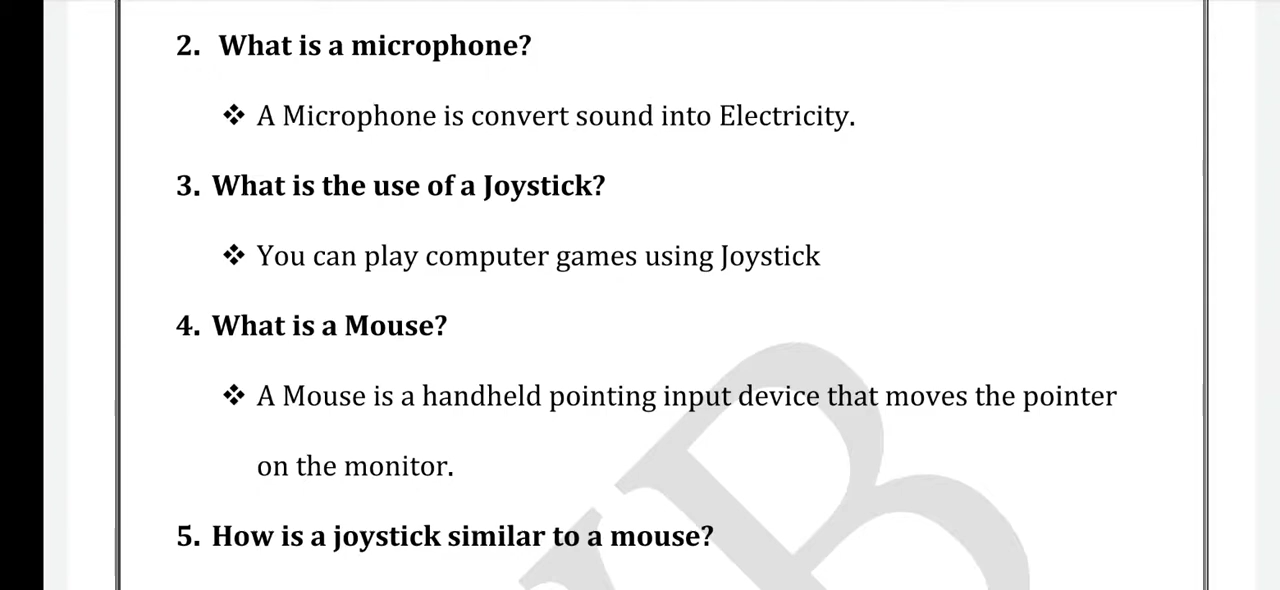 2. What is a microphone?
❖ A Microphone is convert sound into Electricity.
3. What is the use of a Joystick?
❖ You can play computer games using Joystick
4. What is a Mouse?
❖ A Mouse is a handheld pointing input device that moves the pointer
on the monitor.
5. How is a joystick similar to a mouse?